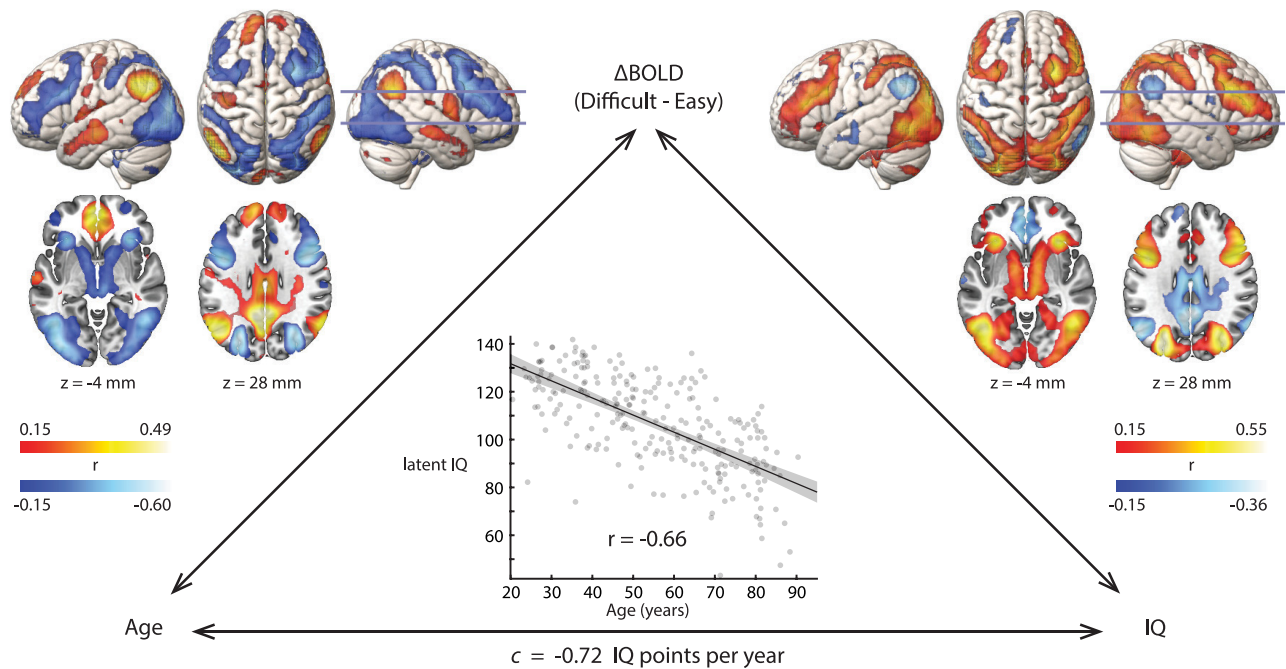 ΔBOLD
(Difficult - Easy)
z = -4 mm
z = 28 mm
z = -4 mm
z = 28 mm
0.15
0.49
r
-0.15
-0.60
0.15
0.55
r
-0.15
-0.36
140
120
100
80
60
latent IQ
r = -0.66
20
30
40
50
60
70
80
90
Age (years)
Age
IQ
c = -0.72 IQ points per year